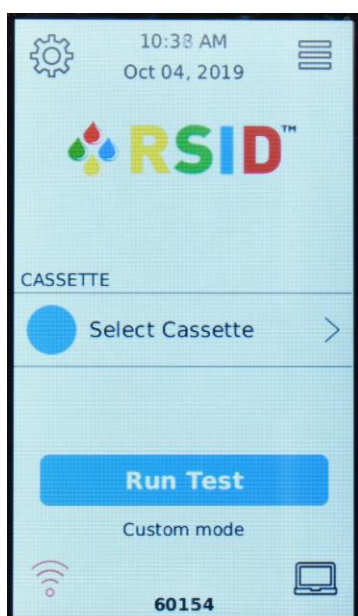 10:38 AM
Oct 04, 2019
RSID™
CASSETTE
Select Cassette
Run Test
Custom mode
60154